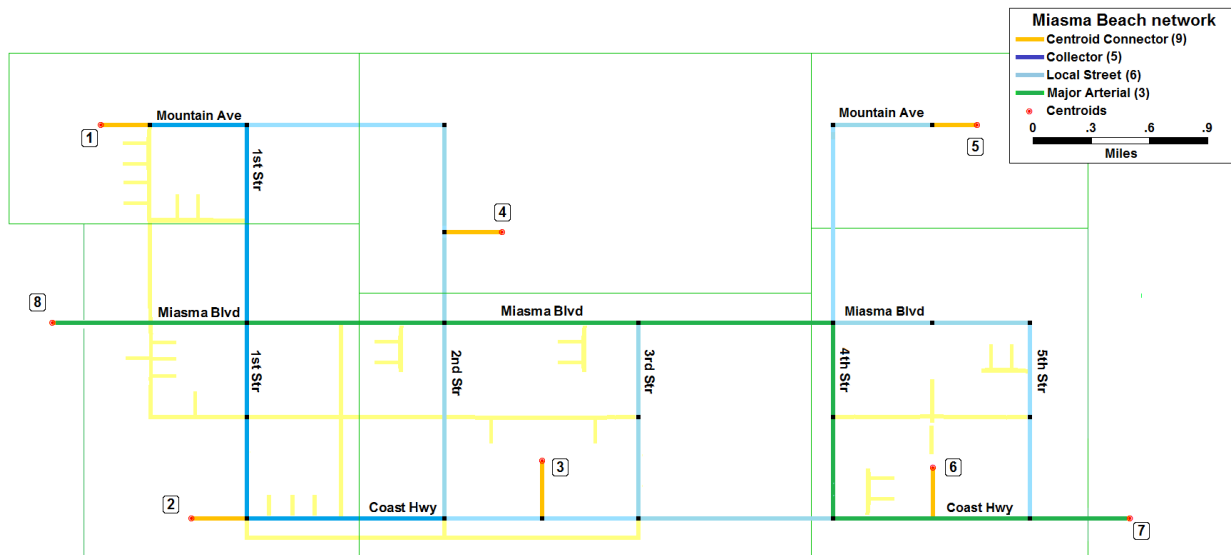 Miasma Beach network
Centroid Connector (9)
Collector (5)
Local Street (6)
Major Arterial (3)
Centroids
0 .3 .6 .9
Miles
Mountain Ave
Mountain Ave
1
5
1st Str
4
8
Miasma Blvd
Miasma Blvd
Miasma Blvd
1st Str
2nd Str
3rd Str
4th Str
5th Str
3
6
2
Coast Hwy
Coast Hwy
7